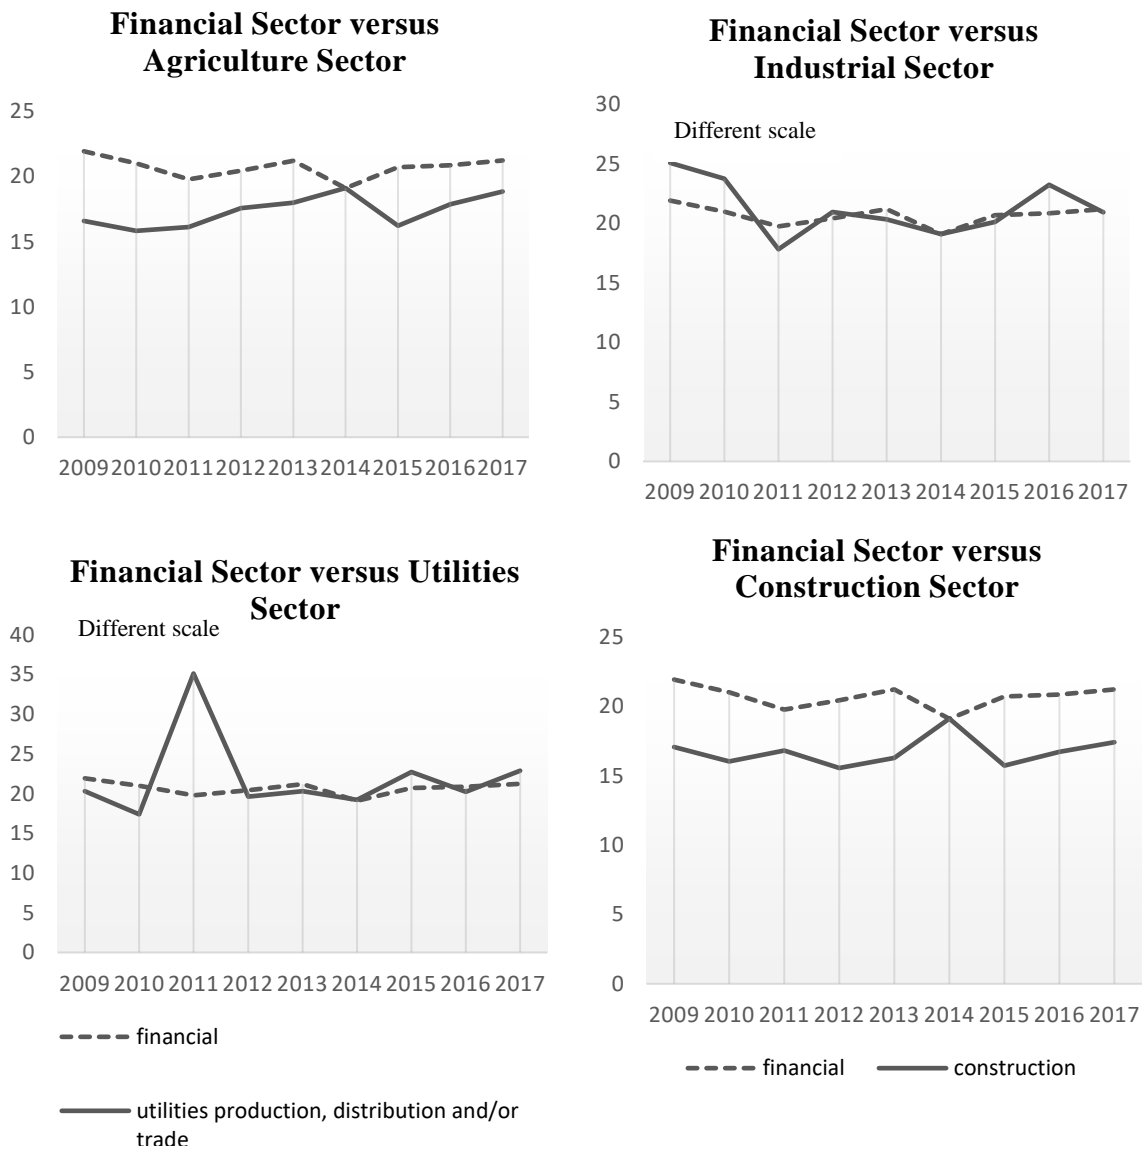 Financial Sector versus
Agriculture Sector
25
20
15
10
5
0
2009 2010 2011 2012 2013 2014 2015 2016 2017
Financial Sector versus
Industrial Sector
30
Different scale
25
20
15
10
5
0
2009 2010 2011 2012 2013 2014 2015 2016 2017
Financial Sector versus Utilities
Sector
Different scale
40
35
30
25
20
15
10
5
0
2009 2010 2011 2012 2013 2014 2015 2016 2017
financial
utilities production, distribution and/or
trade
Financial Sector versus
Construction Sector
25
20
15
10
5
0
2009 2010 2011 2012 2013 2014 2015 2016 2017
financial construction